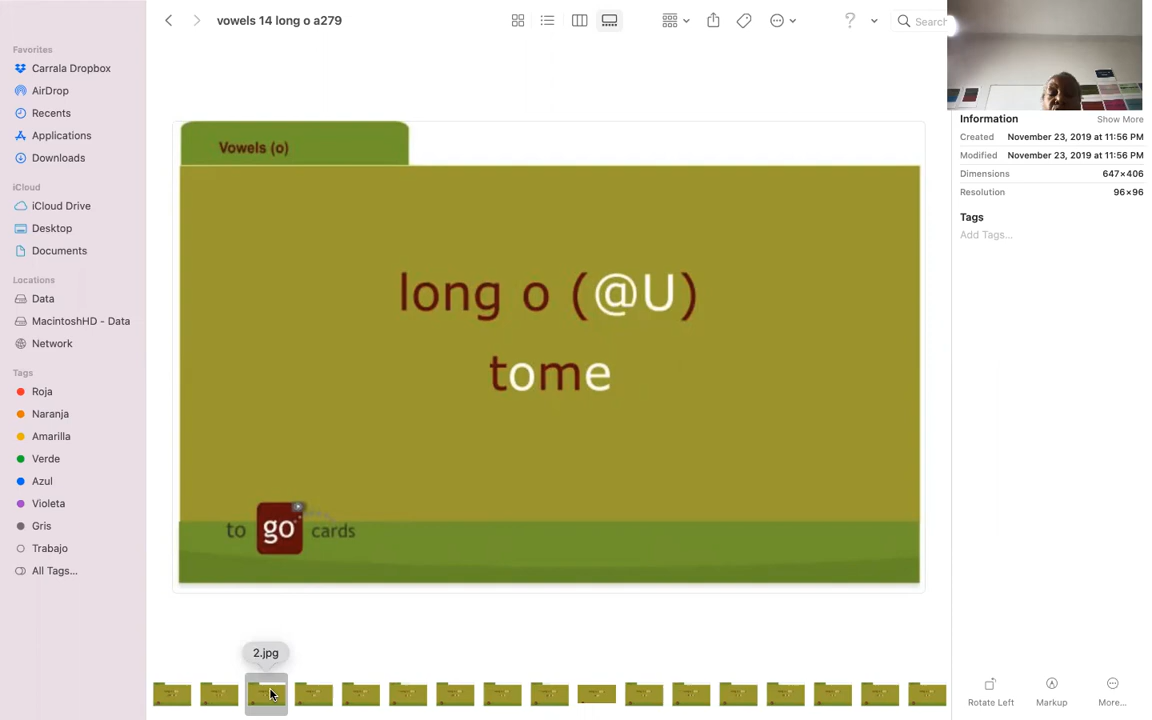 vowels 14 long o a279
Search
Favorites
Carrala Dropbox
AirDrop
Recents
Applications
Downloads
iCloud
iCloud Drive
Desktop
Documents
Locations
Data
MacintoshHD - Data
Network
Tags
Roja
Naranja
Amarilla
Verde
Azul
Violeta
Gris
Trabajo
All Tags...
Vowels (o)
long o (@U)
tome
to go cards
2.jpg
Information Show More
Created November 23, 2019 at 11:56 PM
Modified November 23, 2019 at 11:56 PM
Dimensions 647×406
Resolution 96×96
Tags
Add Tags...
Rotate Left Markup More...